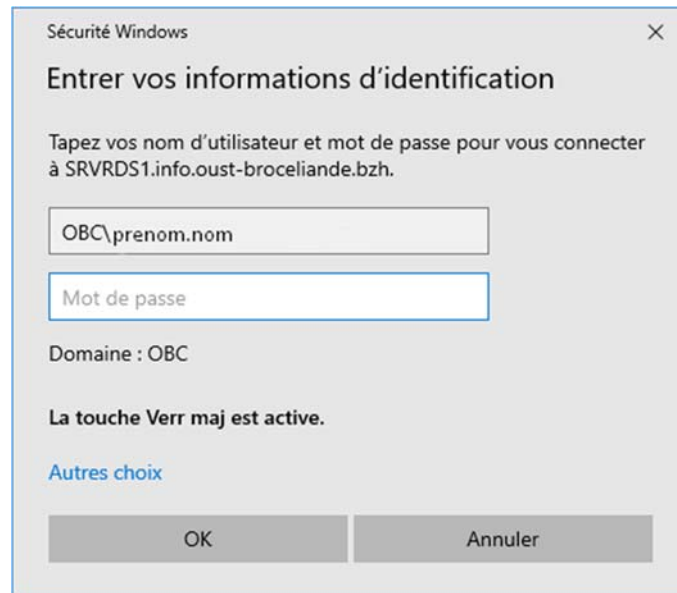 Sécurité Windows
Entrer vos informations d'identification
Tapez vos nom d'utilisateur et mot de passe pour vous connecter
à SRVRDS1.info.oust-broceliande.bzh.
OBC\prenom.nom
Mot de passe
Domaine : OBC
La touche Verr maj est active.
Autres choix
OK
Annuler